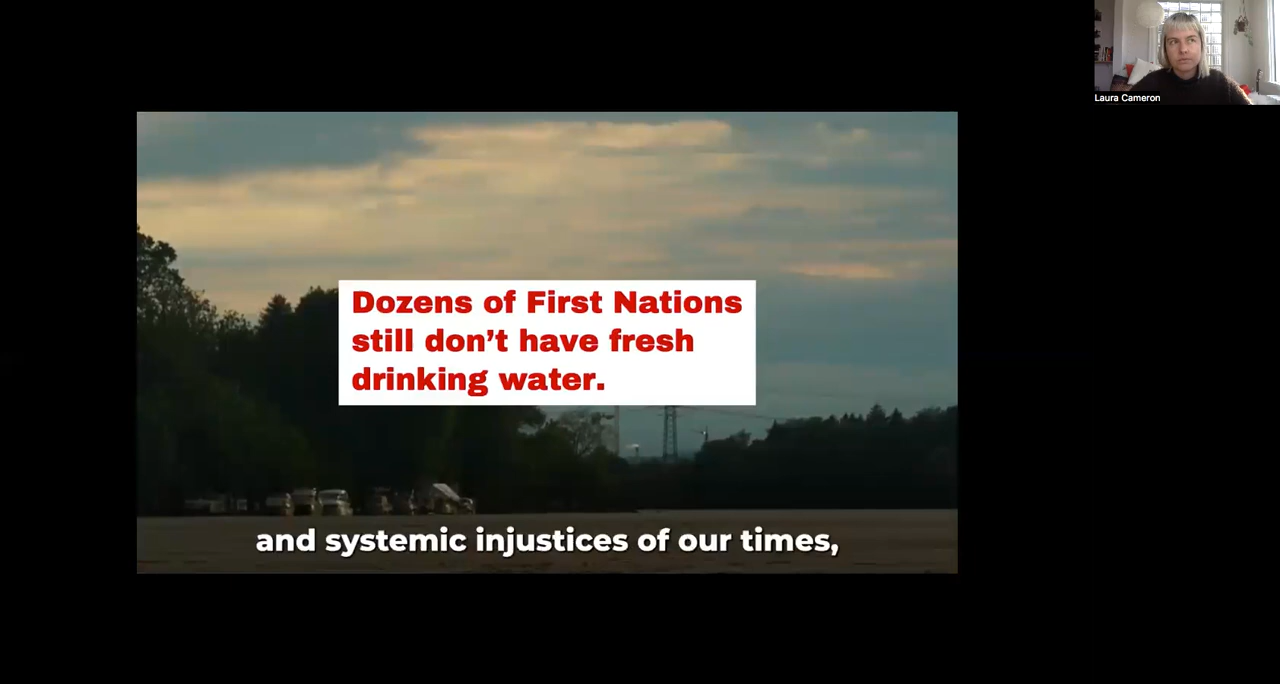 Laura Cameron
Dozens of First Nations
still don’t have fresh
drinking water.
and systemic injustices of our times,